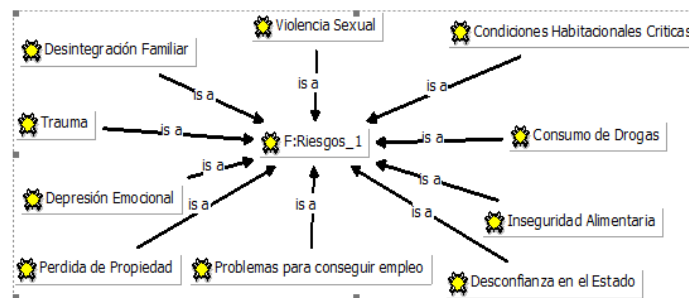 Violencia Sexual
Condiciones Habitacionales Criticas
Desintegración Familiar
is a
is a
is a
Trauma
is a
F:Riesgos_1
is a
Consumo de Drogas
Depresión Emocional
is a
is a
Inseguridad Alimentaria
is a
is a
is a
Perdida de Propiedad
Problemas para conseguir empleo
Desconfianza en el Estado